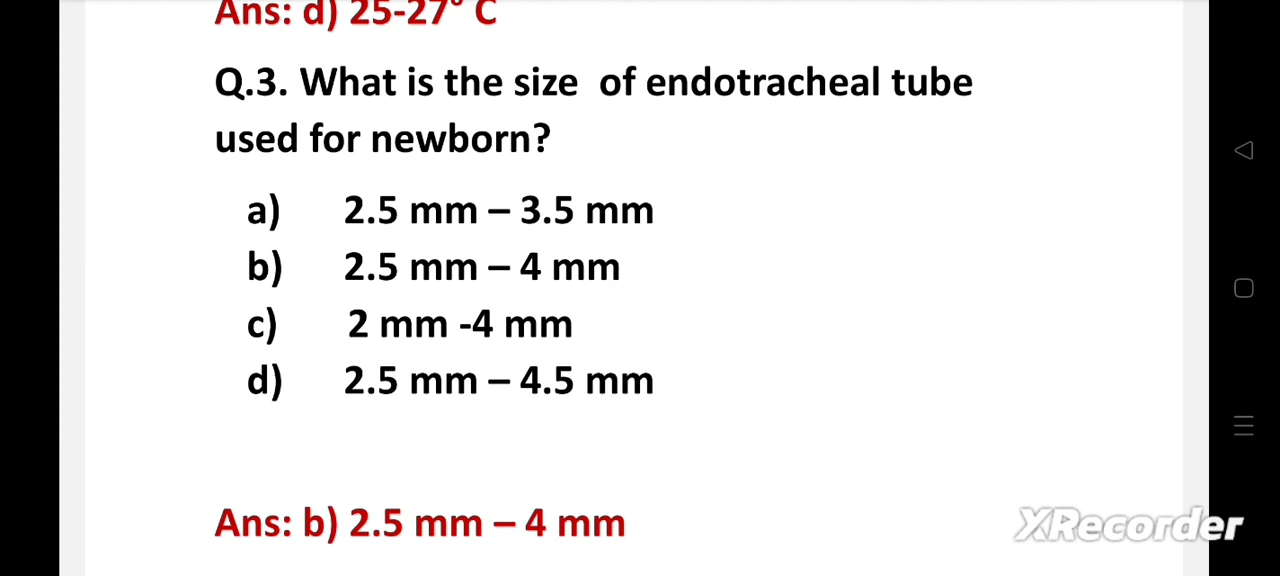 Ans: d) 25-27° C
Q.3. What is the size of endotracheal tube
used for newborn?
a) 2.5 mm – 3.5 mm
b) 2.5 mm – 4 mm
c) 2 mm -4 mm
d) 2.5 mm – 4.5 mm
Ans: b) 2.5 mm – 4 mm
XRecorder